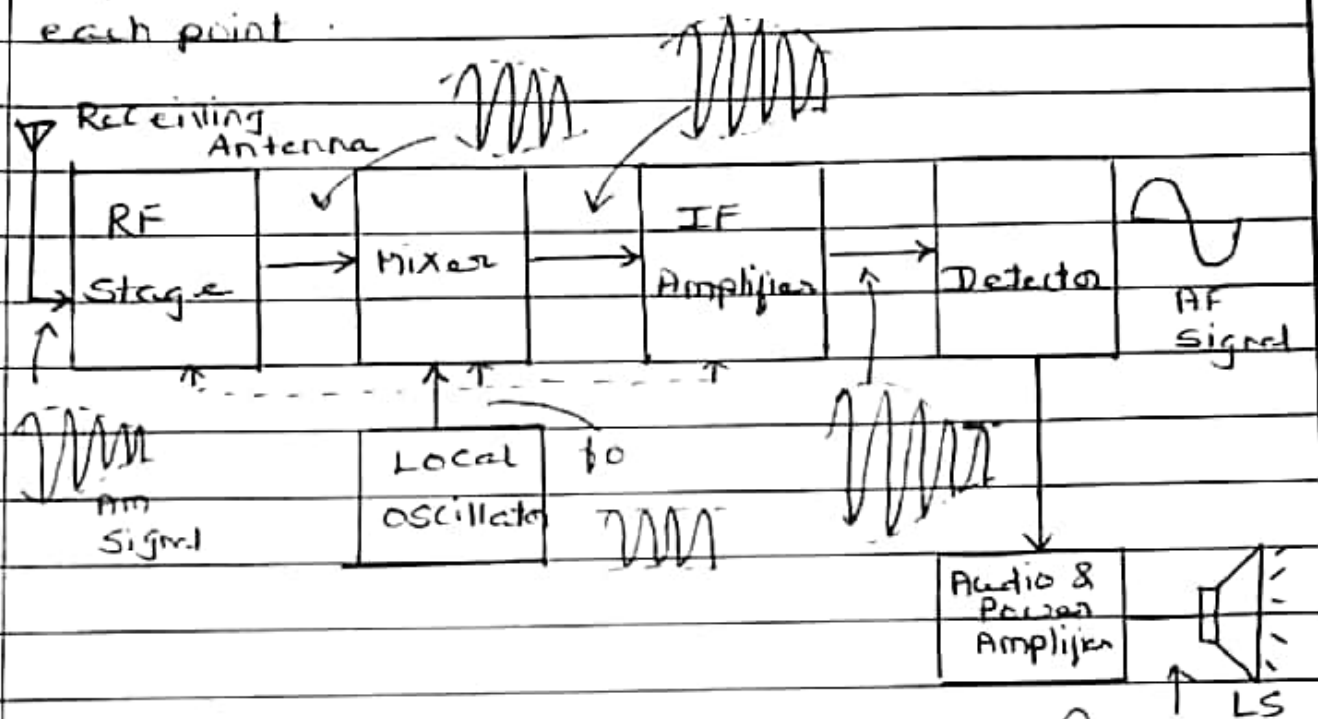 each point
Receiving
Antenna
RF
Stage
Mixer
IF
Amplifier
Detector
AF
Signal
AM
Signal
Local
Oscillator
fo
Audio &
Power
Amplifier
LS